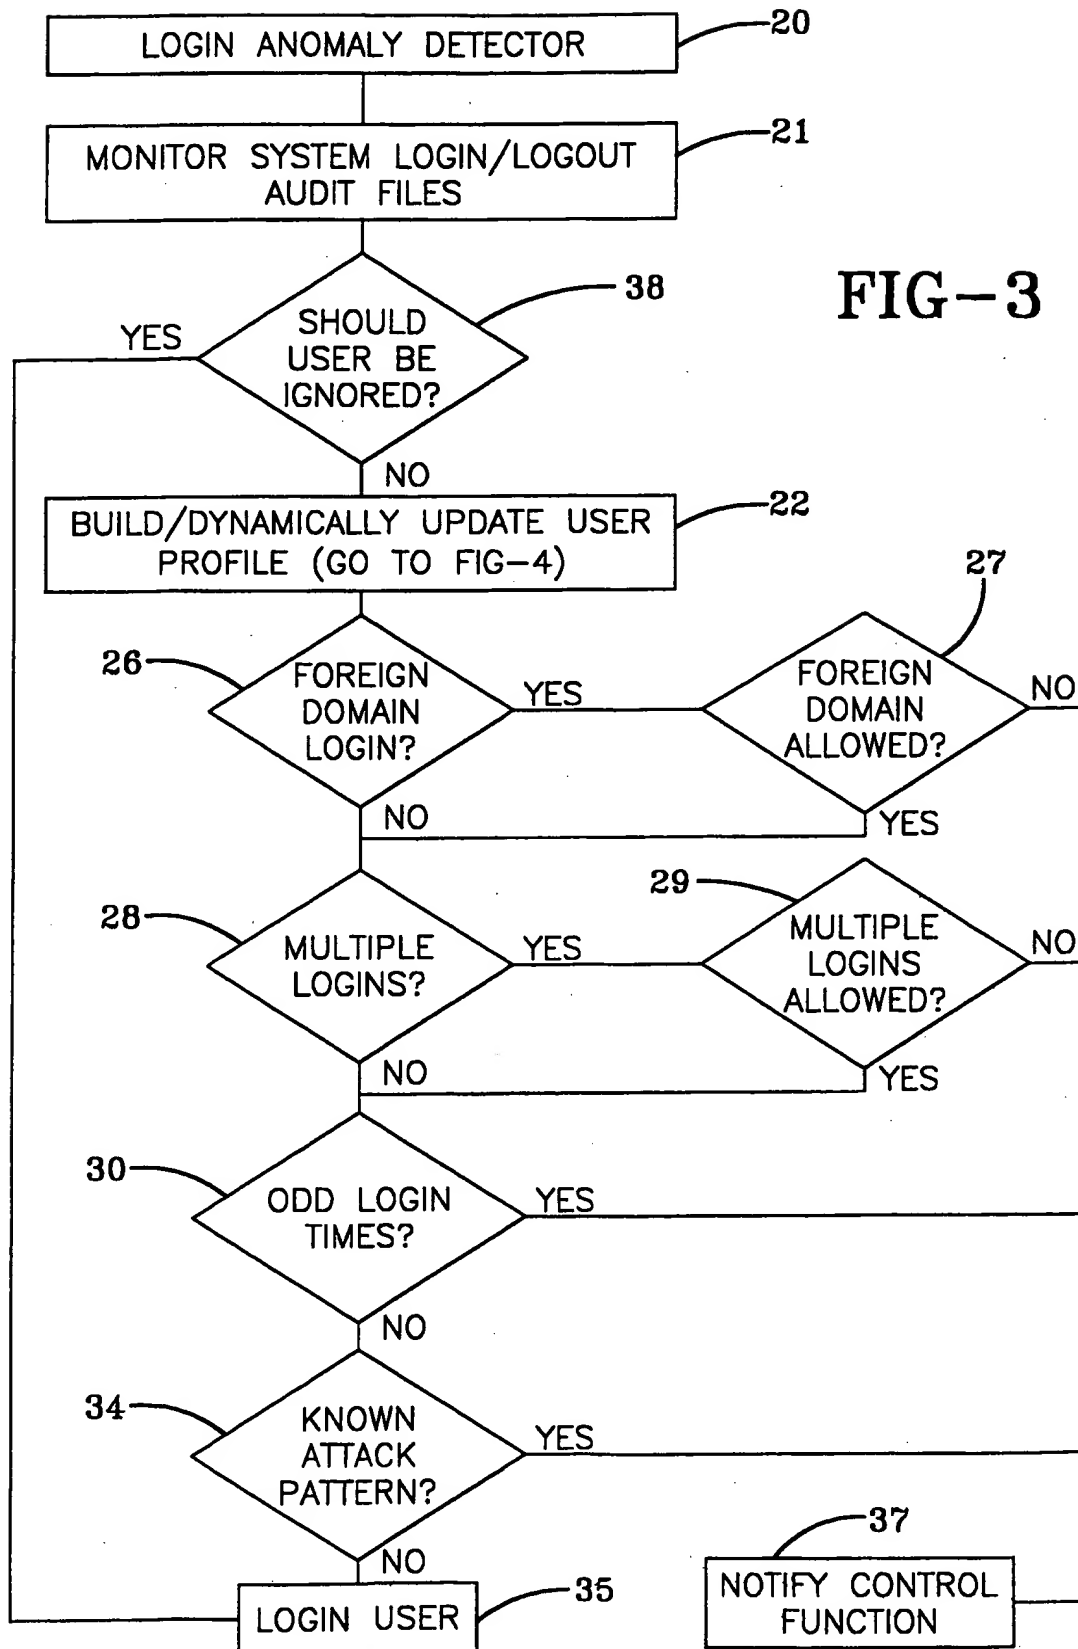 LOGIN ANOMALY DETECTOR
20
MONITOR SYSTEM LOGIN/LOGOUT
AUDIT FILES
21
FIG-3
SHOULD
USER BE
IGNORED?
38
YES
NO
BUILD/DYNAMICALLY UPDATE USER
PROFILE (GO TO FIG-4)
22
26
FOREIGN
DOMAIN
LOGIN?
YES
NO
27
FOREIGN
DOMAIN
ALLOWED?
NO
YES
28
MULTIPLE
LOGINS?
YES
NO
29
MULTIPLE
LOGINS
ALLOWED?
NO
YES
30
ODD LOGIN
TIMES?
YES
NO
34
KNOWN
ATTACK
PATTERN?
YES
NO
LOGIN USER
35
37
NOTIFY CONTROL
FUNCTION